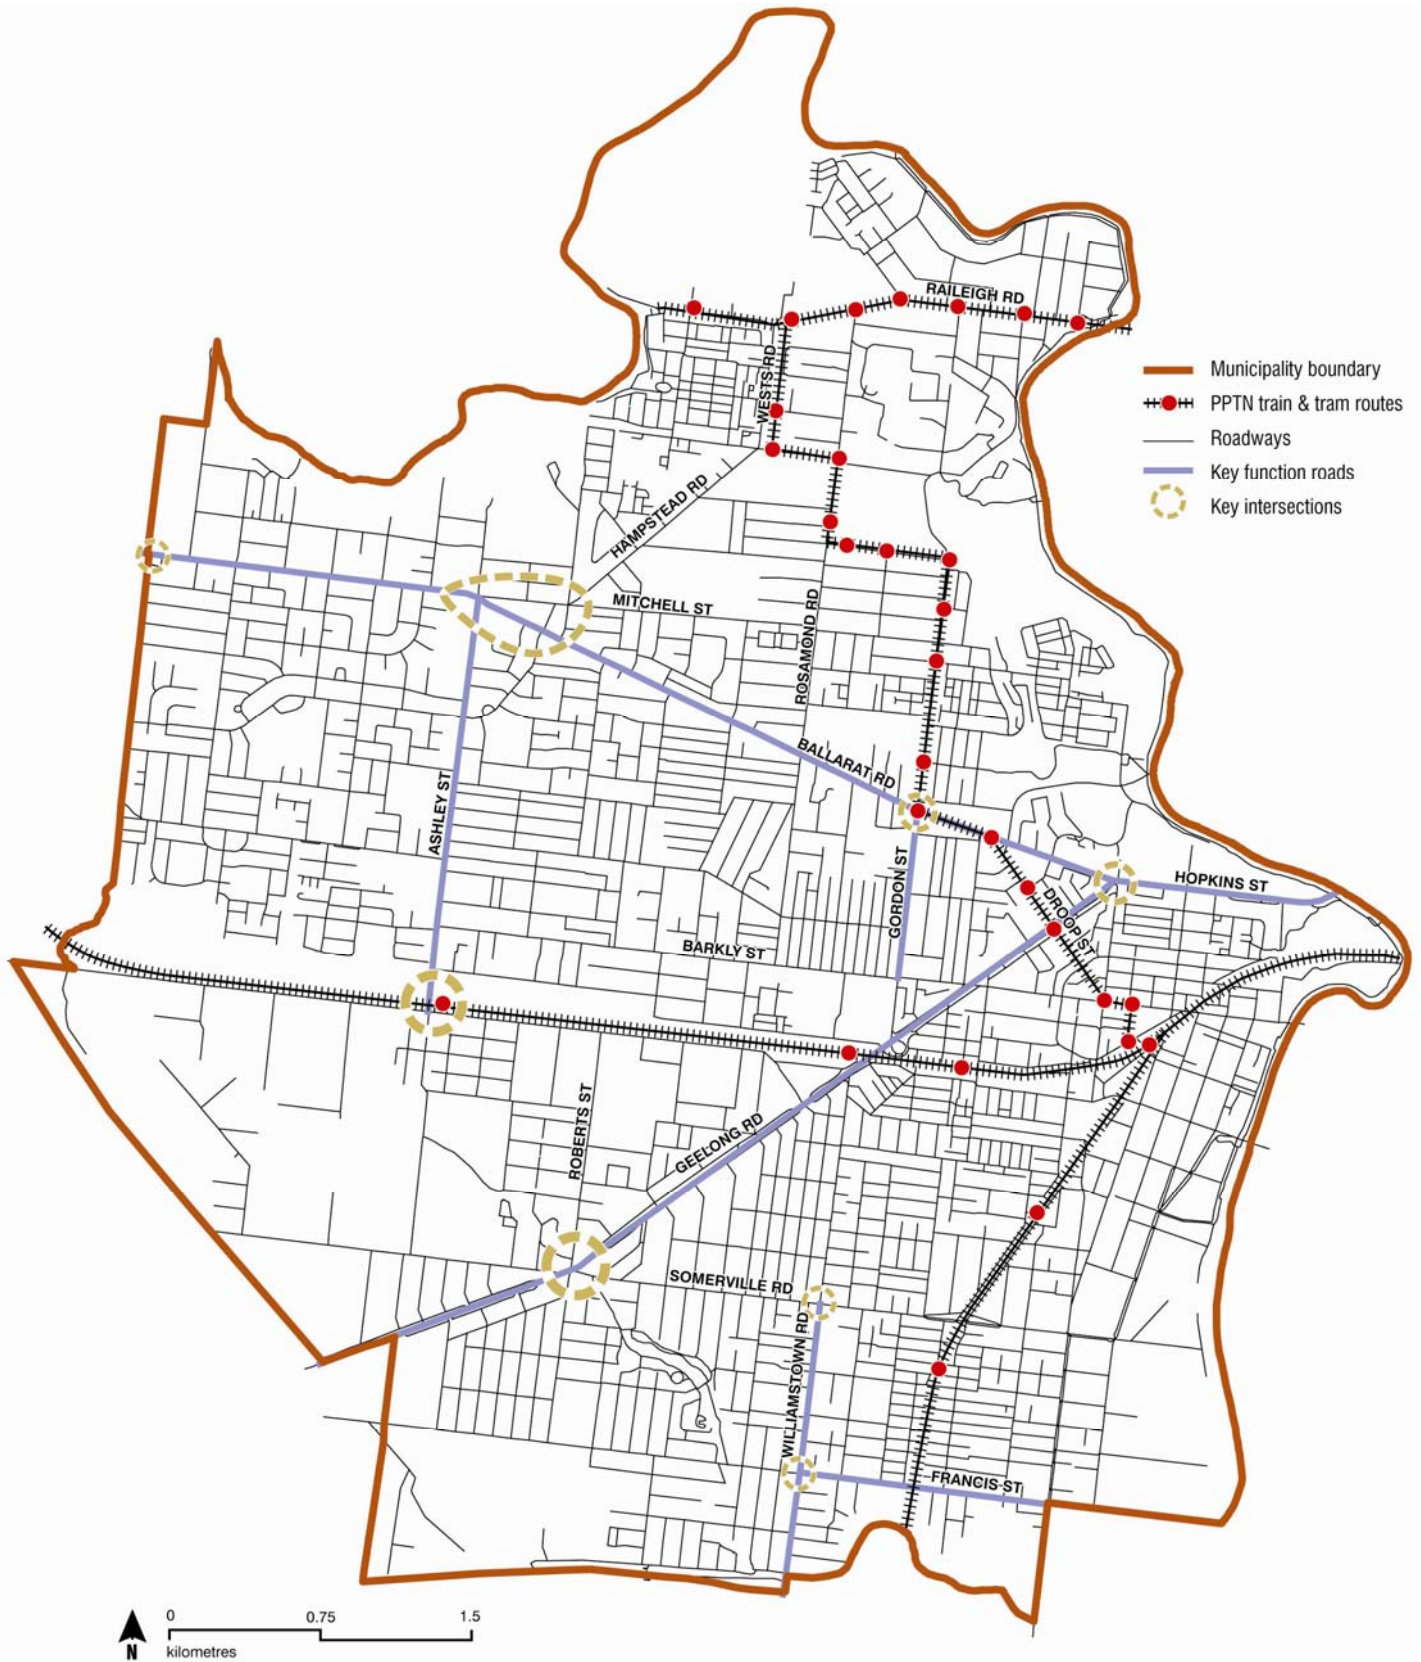 RAILEIGH RD
WESTS RD
Municipality boundary
PPTN train & tram routes
Roadways
Key function roads
Key intersections
HAMPSTEAD RD
MITCHELL ST
ROSAMOND RD
BALLARAT RD
ASHLEY ST
GORDON ST
HOPKINS ST
DROOP ST
BARKLY ST
ROBERTS ST
GEELONG RD
SOMERVILLE RD
WILLIAMSTOWN RD
FRANCIS ST
0 0.75 1.5
N
kilometres